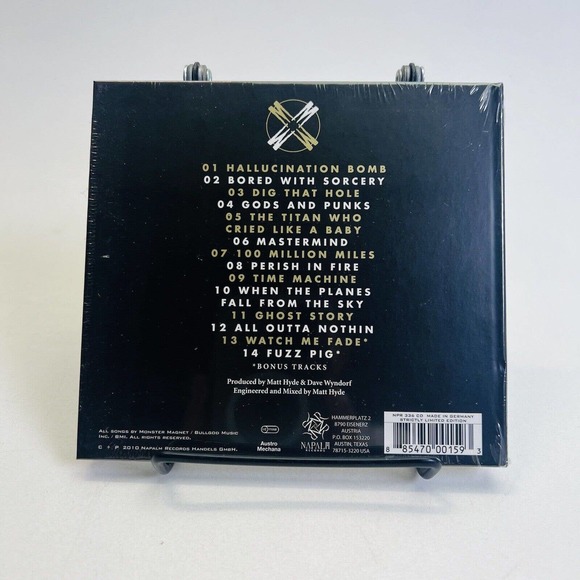 01 HALLUCINATION BOMB
02 BORED WITH SORCERY
03 DIG THAT HOLE
04 GODS AND PUNKS
05 THE TITAN WHO
CRIED LIKE A BABY
06 MASTERMIND
07 100 MILLION MILES
08 PERISH IN FIRE
09 TIME MACHINE
10 WHEN THE PLANES
FALL FROM THE SKY
11 GHOST STORY
12 ALL OUTTA NOTHIN
13 WATCH ME FADE*
14 FUZZ PIG*
*BONUS TRACKS
Produced by Matt Hyde & Dave Wyndorf
Engineered and Mixed by Matt Hyde
All songs by Monster Magnet / Bullgod Music
Inc. / EMI. All rights reserved.
© + ℗ 2010 Napalm Records Handels GmbH.
Austro
Mechana
NAPALM
RECORDS
HAMMERPLATZ 2
8790 EISENERZ
AUSTRIA
P.O. BOX 153220
AUSTIN, TEXAS
78715-3220 USA
NPR 336 CD MADE IN GERMANY
STRICTLY LIMITED EDITION
8 85470 00159 3